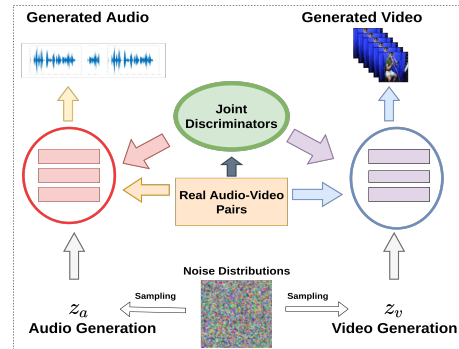 Generated Audio
Generated Video
Joint
Discriminators
Real Audio-Video
Pairs
Noise Distributions
Sampling
Sampling
z_a
z_v
Audio Generation
Video Generation